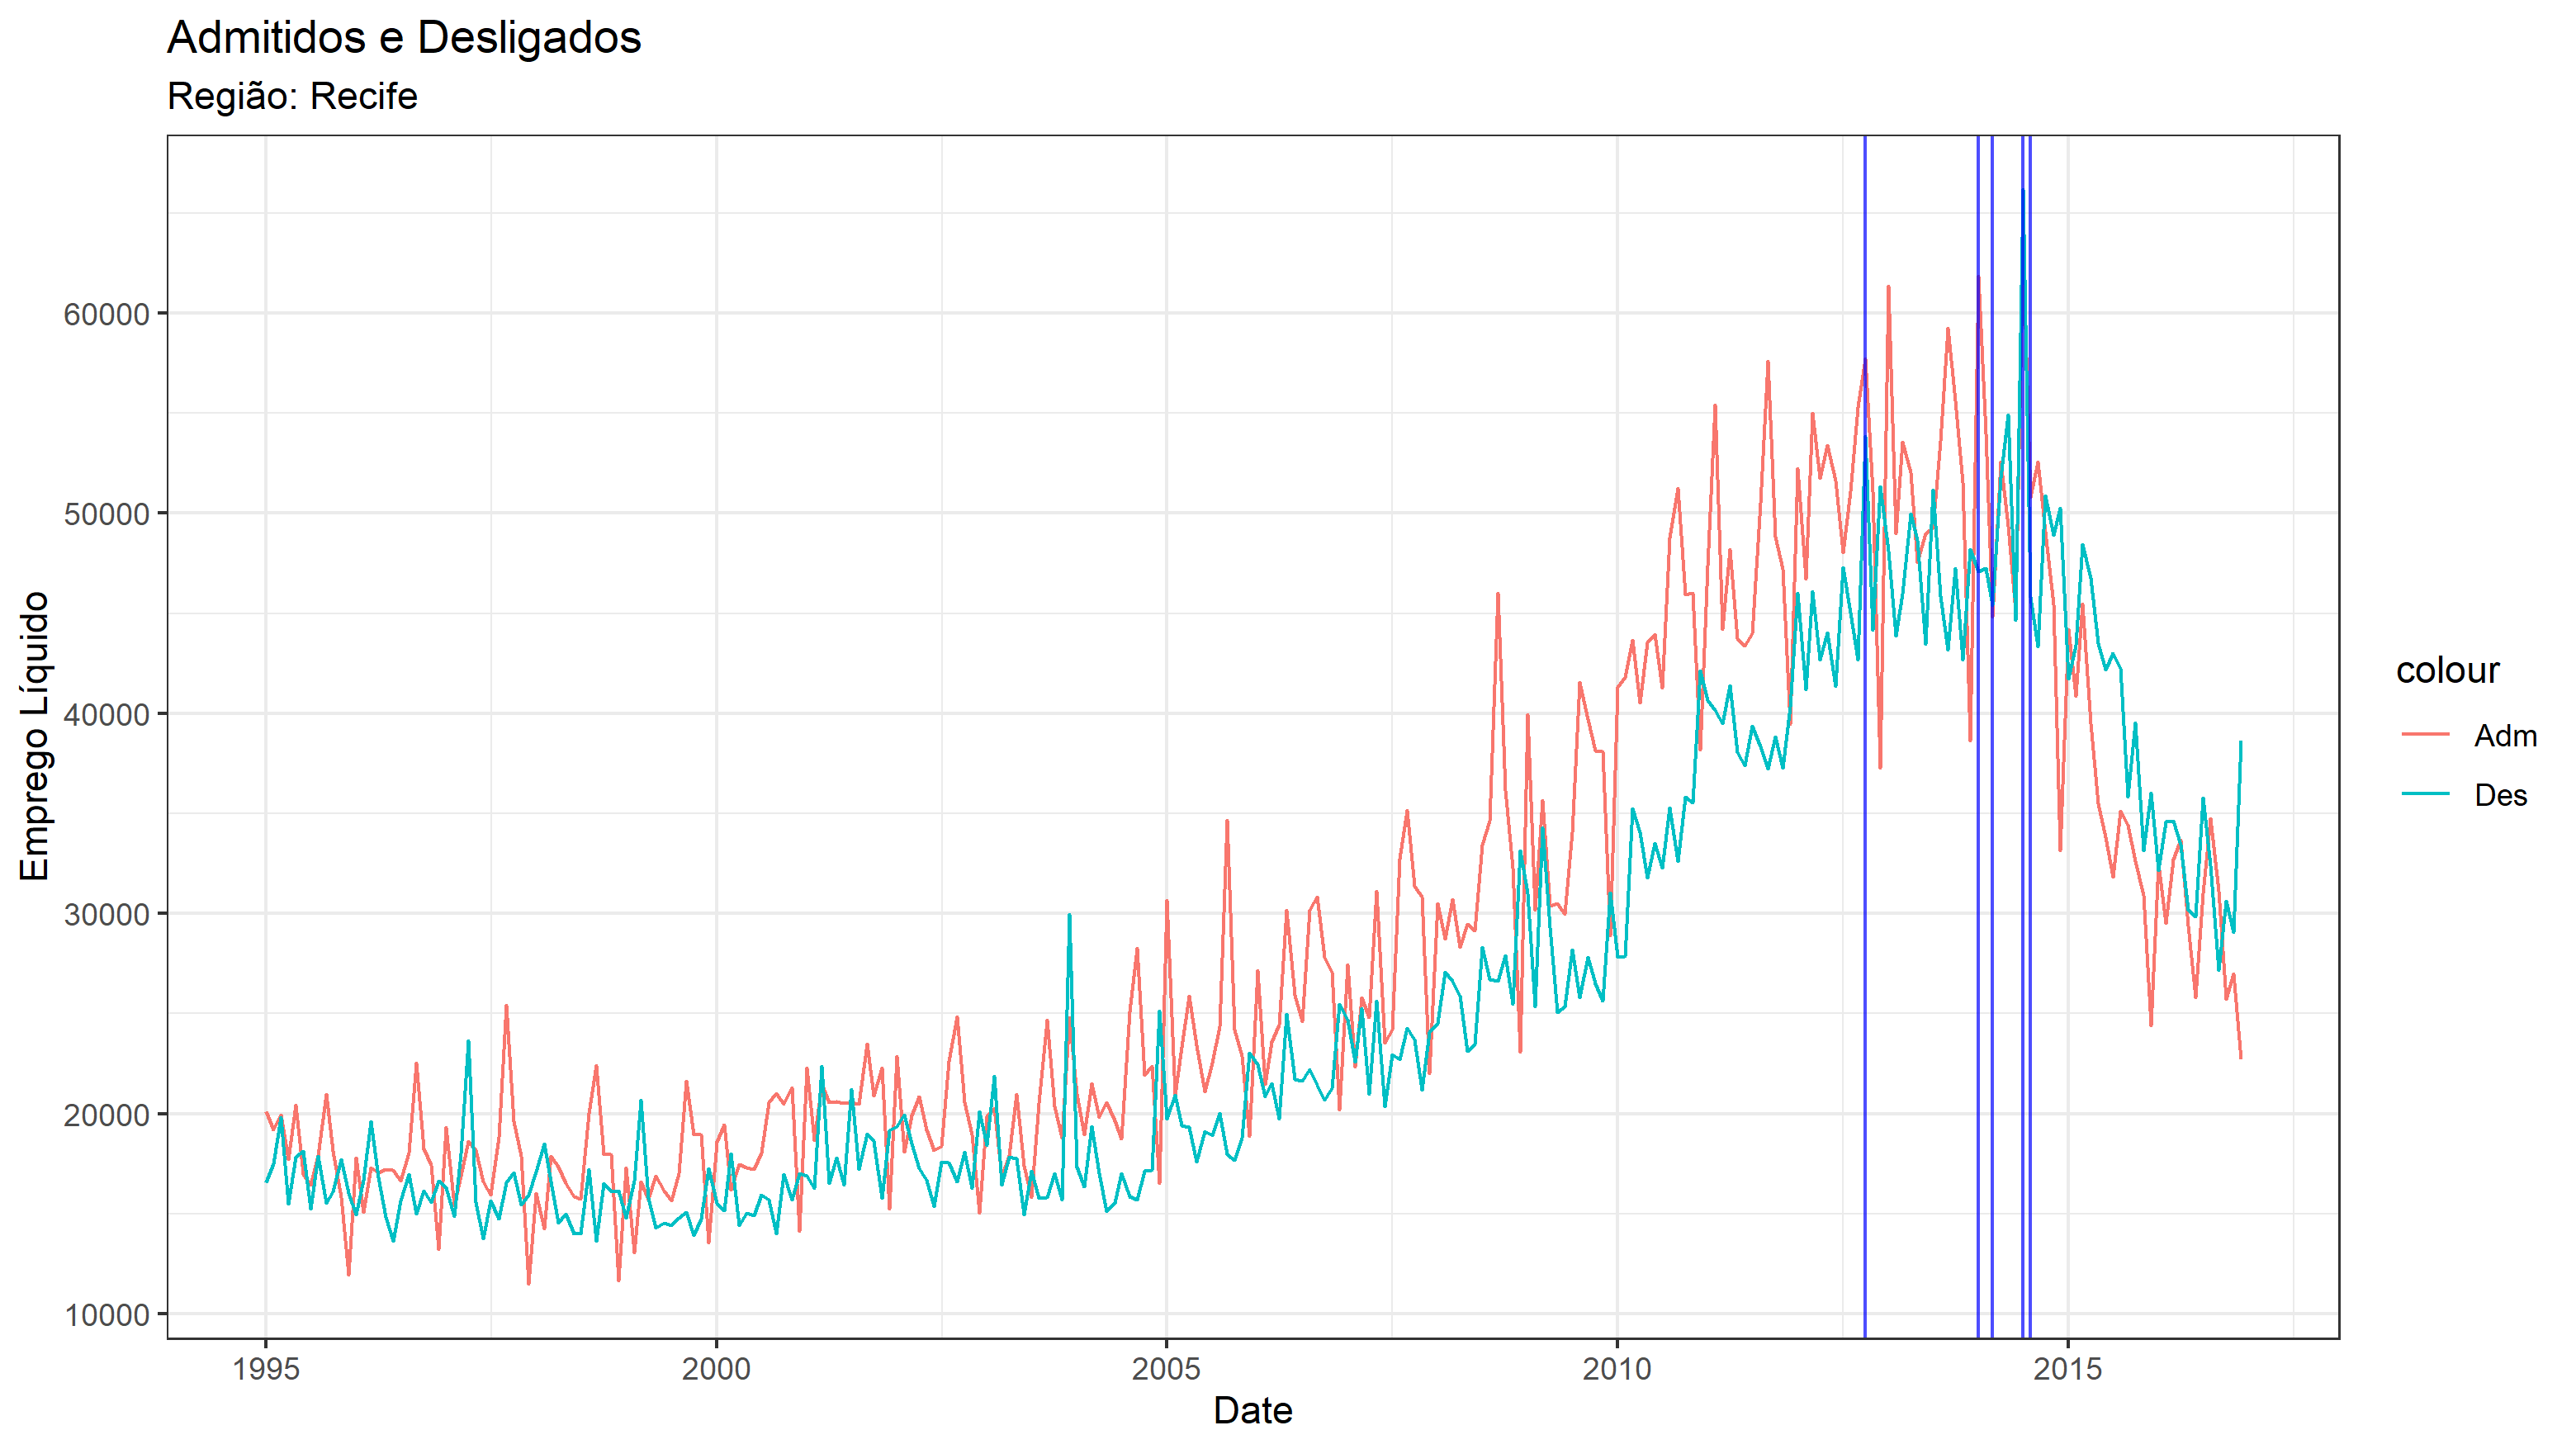 Admitidos e Desligados
Região: Recife
Emprego Líquido
60000
50000
40000
30000
20000
10000
1995
2000
2005
2010
2015
Date
colour
Adm
Des